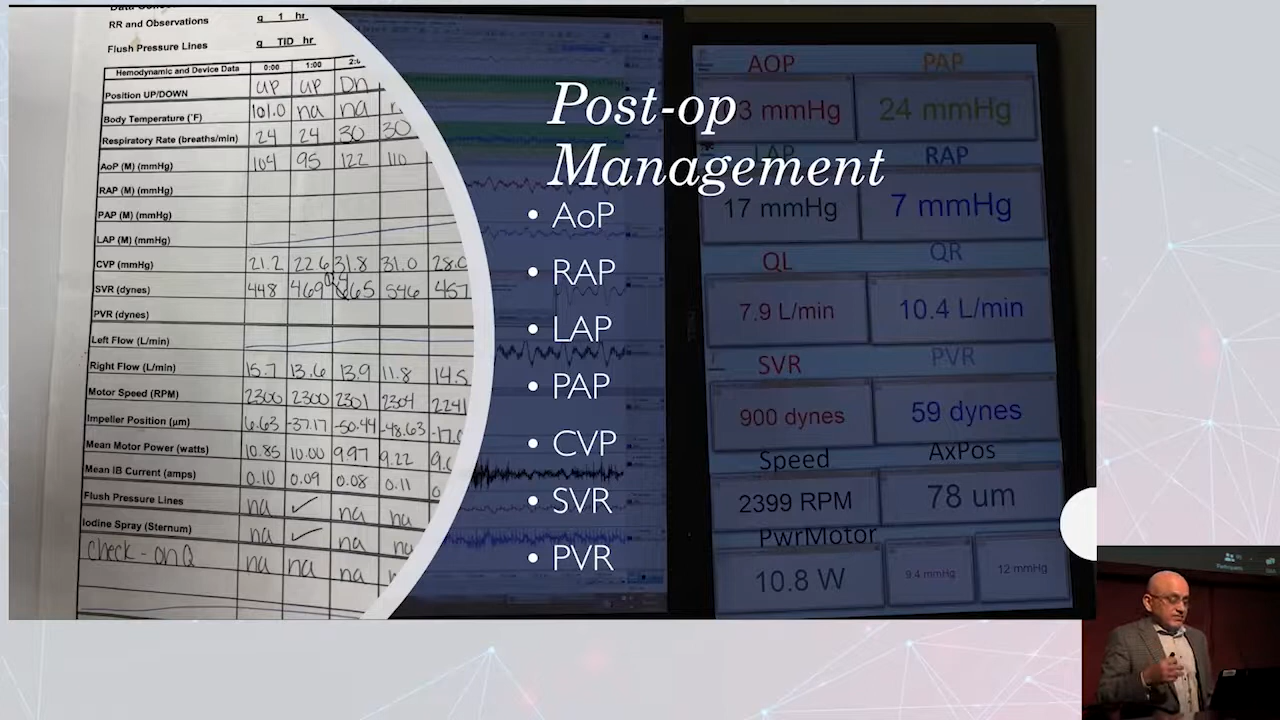 RR and Observations q 1 hr
Flush Pressure Lines q TID hr
Hemodynamic and Device Data 0:00 1:00
Position UP/DOWN UP UP Dn
Body Temperature (°F) 101.0 na na
Respiratory Rate (breaths/min) 24 24 30 30
AoP (M) (mmHg) 104 95 122 110
RAP (M) (mmHg)
PAP (M) (mmHg)
LAP (M) (mmHg)
CVP (mmHg) 21.2 22.6 31.8 31.0 28.0
SVR (dynes) 448 469 465 546 457
PVR (dynes)
Left Flow (L/min)
Right Flow (L/min) 15.7 13.6 13.9 11.8 14.5
Motor Speed (RPM) 2300 2300 2301 2304 2241
Impeller Position (µm) 6.63 -37.17 -50.44 -48.63
Mean Motor Power (watts) 10.85 10.00 9.97 9.22
Mean IB Current (amps) 0.10 0.09 0.08 0.11
Flush Pressure Lines na ✓ na na
Iodine Spray (Sternum) na ✓ na na
check-onQ na na na
Post-op
Management
• AoP
• RAP
• LAP
• PAP
• CVP
• SVR
• PVR
AOP PAP
3 mmHg 24 mmHg
LAP RAP
17 mmHg 7 mmHg
QL QR
7.9 L/min 10.4 L/min
SVR PVR
900 dynes 59 dynes
Speed AxPos
2399 RPM 78 um
PwrMotor
10.8 W 9.4 mmHg 12 mmHg
Participants